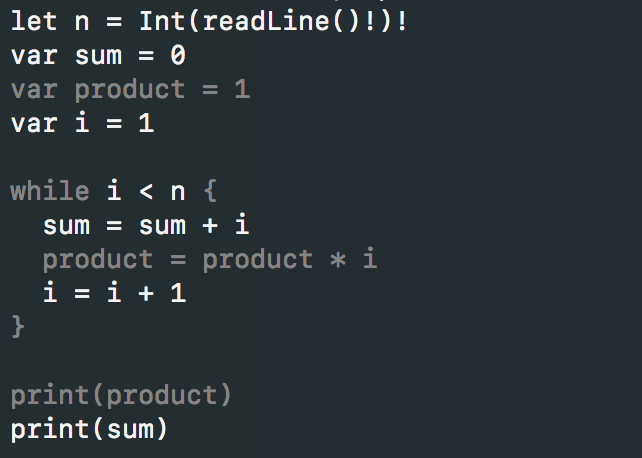 let n = Int(readLine()!)!
var sum = 0
var product = 1
var i = 1

while i < n {
  sum = sum + i
  product = product * i
  i = i + 1
}

print(product)
print(sum)